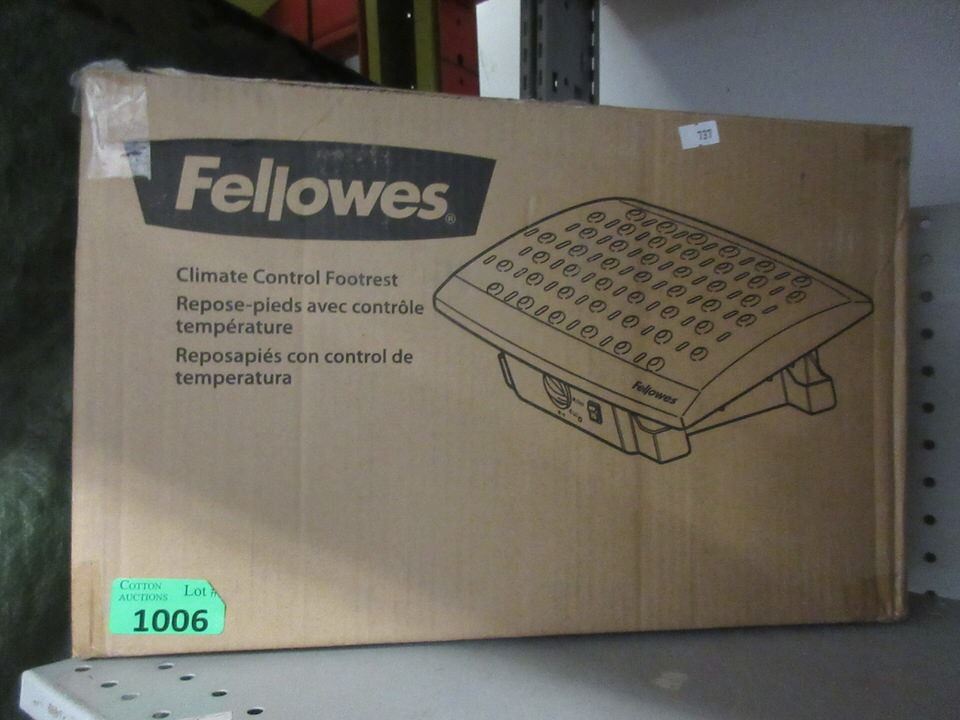 737
Fellowes®
Climate Control Footrest
Repose-pieds avec contrôle
température
Reposapiés con control de
temperatura
Fellowes
COTTON
AUCTIONS
Lot #
1006